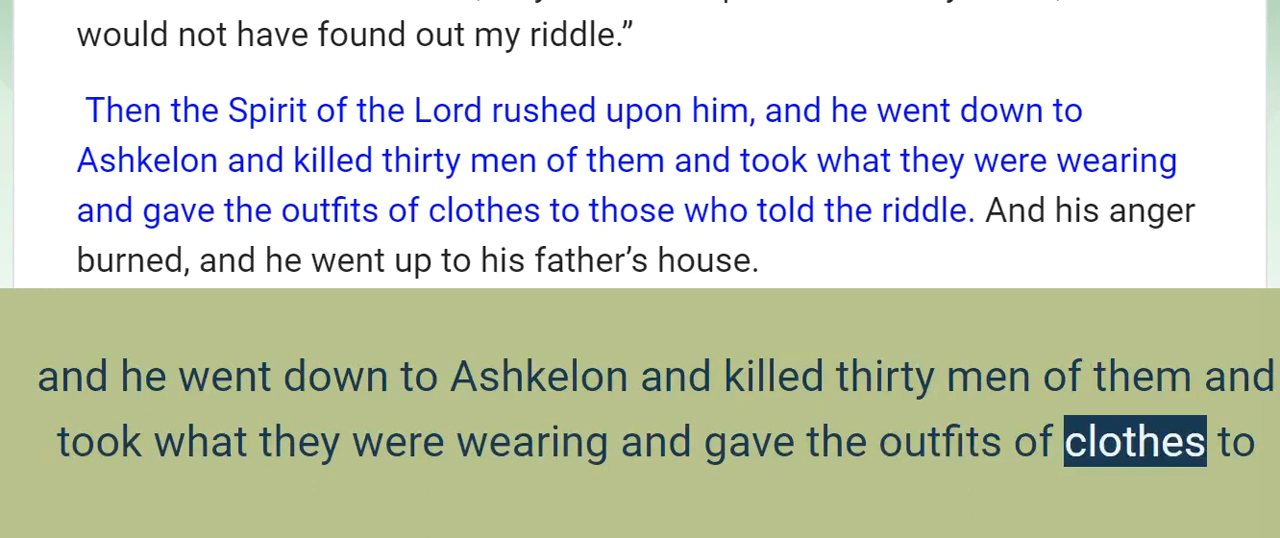 would not have found out my riddle.”
Then the Spirit of the Lord rushed upon him, and he went down to
Ashkelon and killed thirty men of them and took what they were wearing
and gave the outfits of clothes to those who told the riddle. And his anger
burned, and he went up to his father’s house.
and he went down to Ashkelon and killed thirty men of them and
took what they were wearing and gave the outfits of clothes to